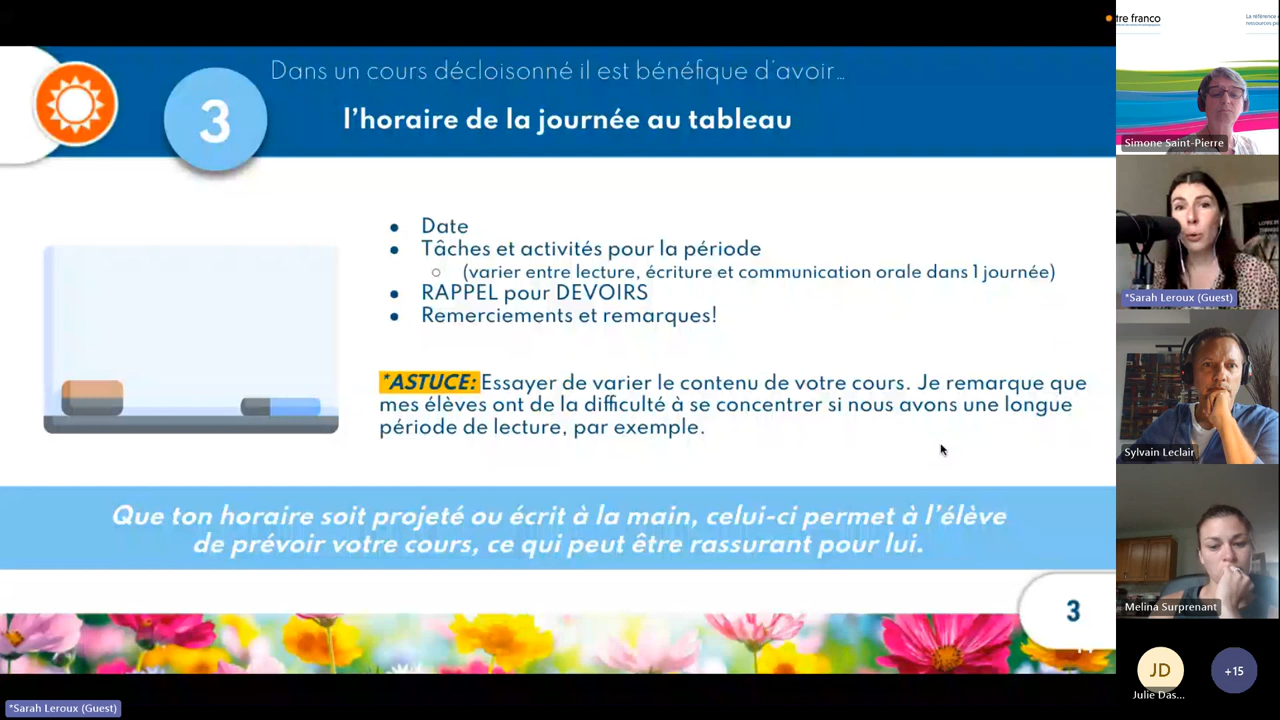 Dans un cours décloisonné il est bénéfique d'avoir...
3
l'horaire de la journée au tableau
Date
Tâches et activités pour la période
(varier entre lecture, écriture et communication orale dans 1 journée)
RAPPEL pour DEVOIRS
Remerciements et remarques!
*ASTUCE: Essayer de varier le contenu de votre cours. Je remarque que
mes élèves ont de la difficulté à se concentrer si nous avons une longue
période de lecture, par exemple.
Que ton horaire soit projeté ou écrit à la main, celui-ci permet à l'élève
de prévoir votre cours, ce qui peut être rassurant pour lui.
3
*Sarah Leroux (Guest)
tre franco
La référence
ressources
Simone Saint-Pierre
*Sarah Leroux (Guest)
Sylvain Leclair
Melina Surprenant
JD
+15
Julie Das...